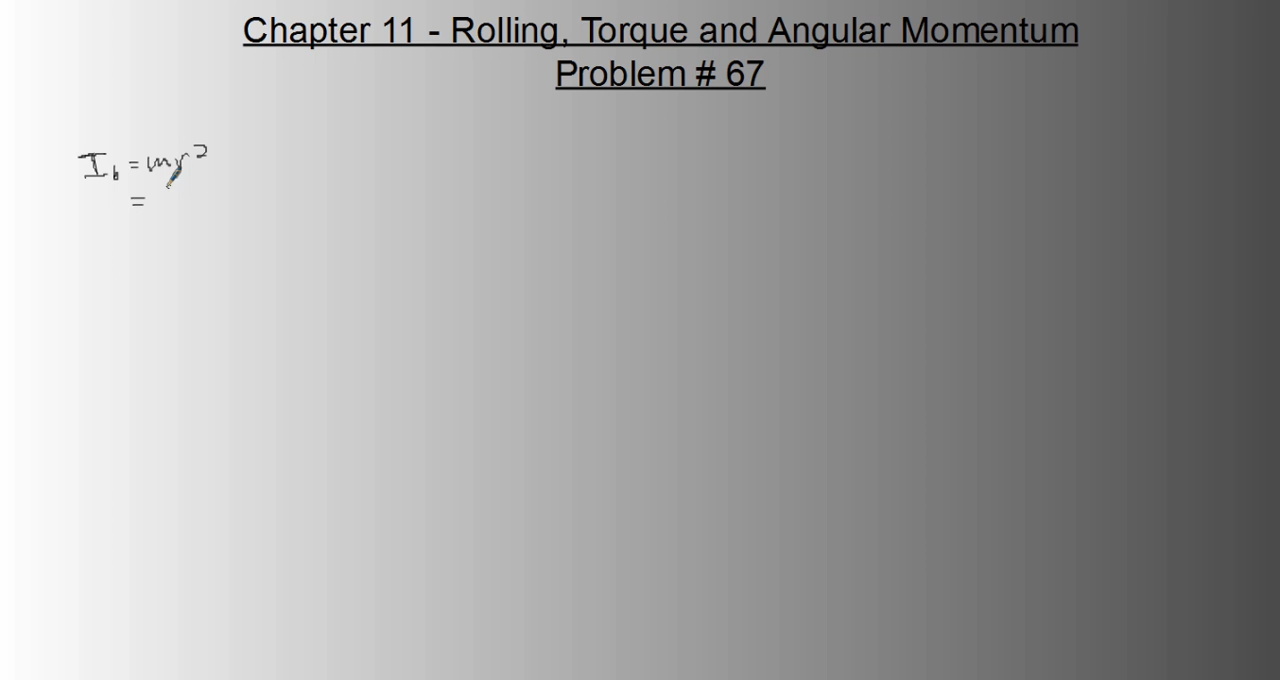 Chapter 11 - Rolling, Torque and Angular Momentum
Problem # 67
I_b = mr²
=